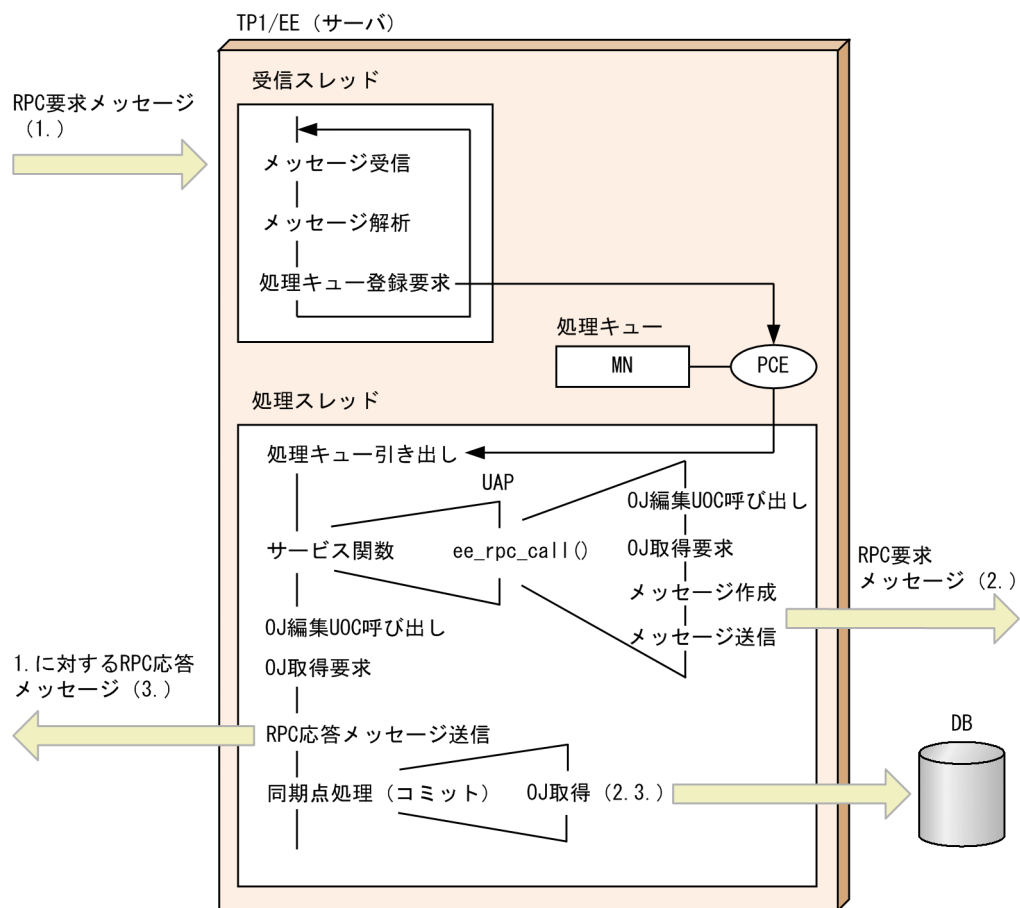 TP1/EE（サーバ）
受信スレッド
RPC要求メッセージ
（1.）
メッセージ受信
メッセージ解析
処理キュー登録要求
処理キュー
MN
PCE
処理スレッド
処理キュー引き出し
UAP
OJ編集UOC呼び出し
サービス関数
ee_rpc_call()
OJ取得要求
RPC要求
メッセージ（2.）
メッセージ作成
メッセージ送信
OJ編集UOC呼び出し
OJ取得要求
1.に対するRPC応答
メッセージ（3.）
RPC応答メッセージ送信
DB
同期点処理（コミット）
OJ取得（2.3.）